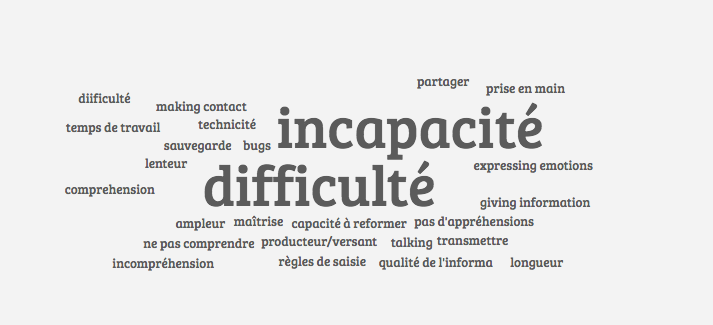 partager
prise en main
diificulté
making contact
incapacité
temps de travail
technicité
sauvegarde
bugs
lenteur
difficulté
expressing emotions
comprehension
giving information
ampleur
maîtrise
capacité à reformer
pas d'appréhensions
ne pas comprendre
producteur/versant
talking
transmettre
incompréhension
règles de saisie
qualité de l'informa
longueur